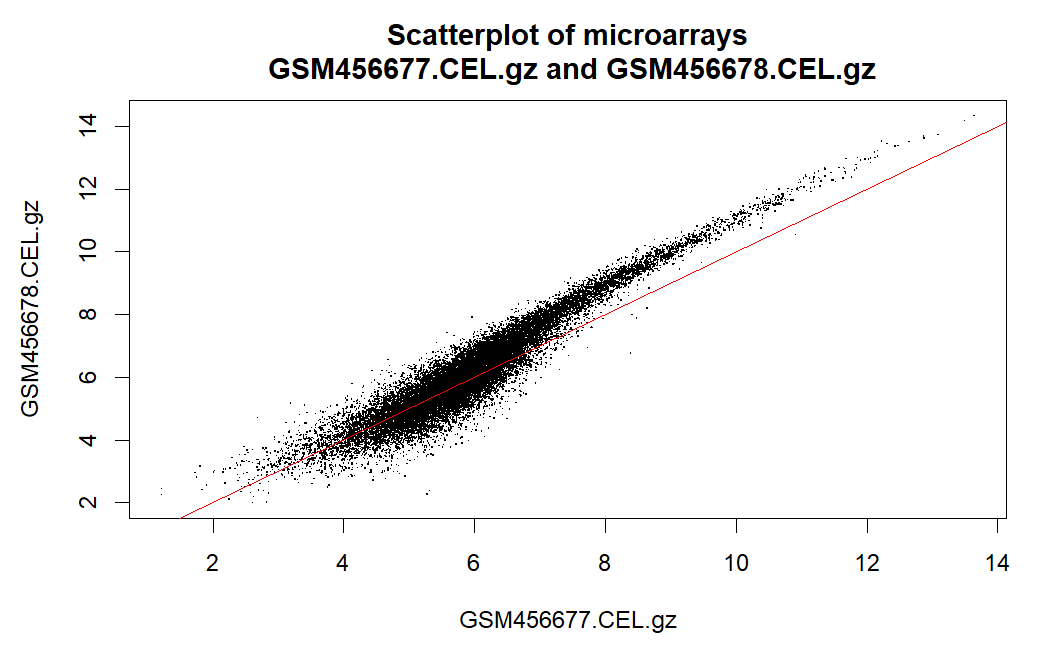 Scatterplot of microarrays
GSM456677.CEL.gz and GSM456678.CEL.gz
14
12
10
8
6
4
2
GSM456678.CEL.gz
2 4 6 8 10 12 14
GSM456677.CEL.gz